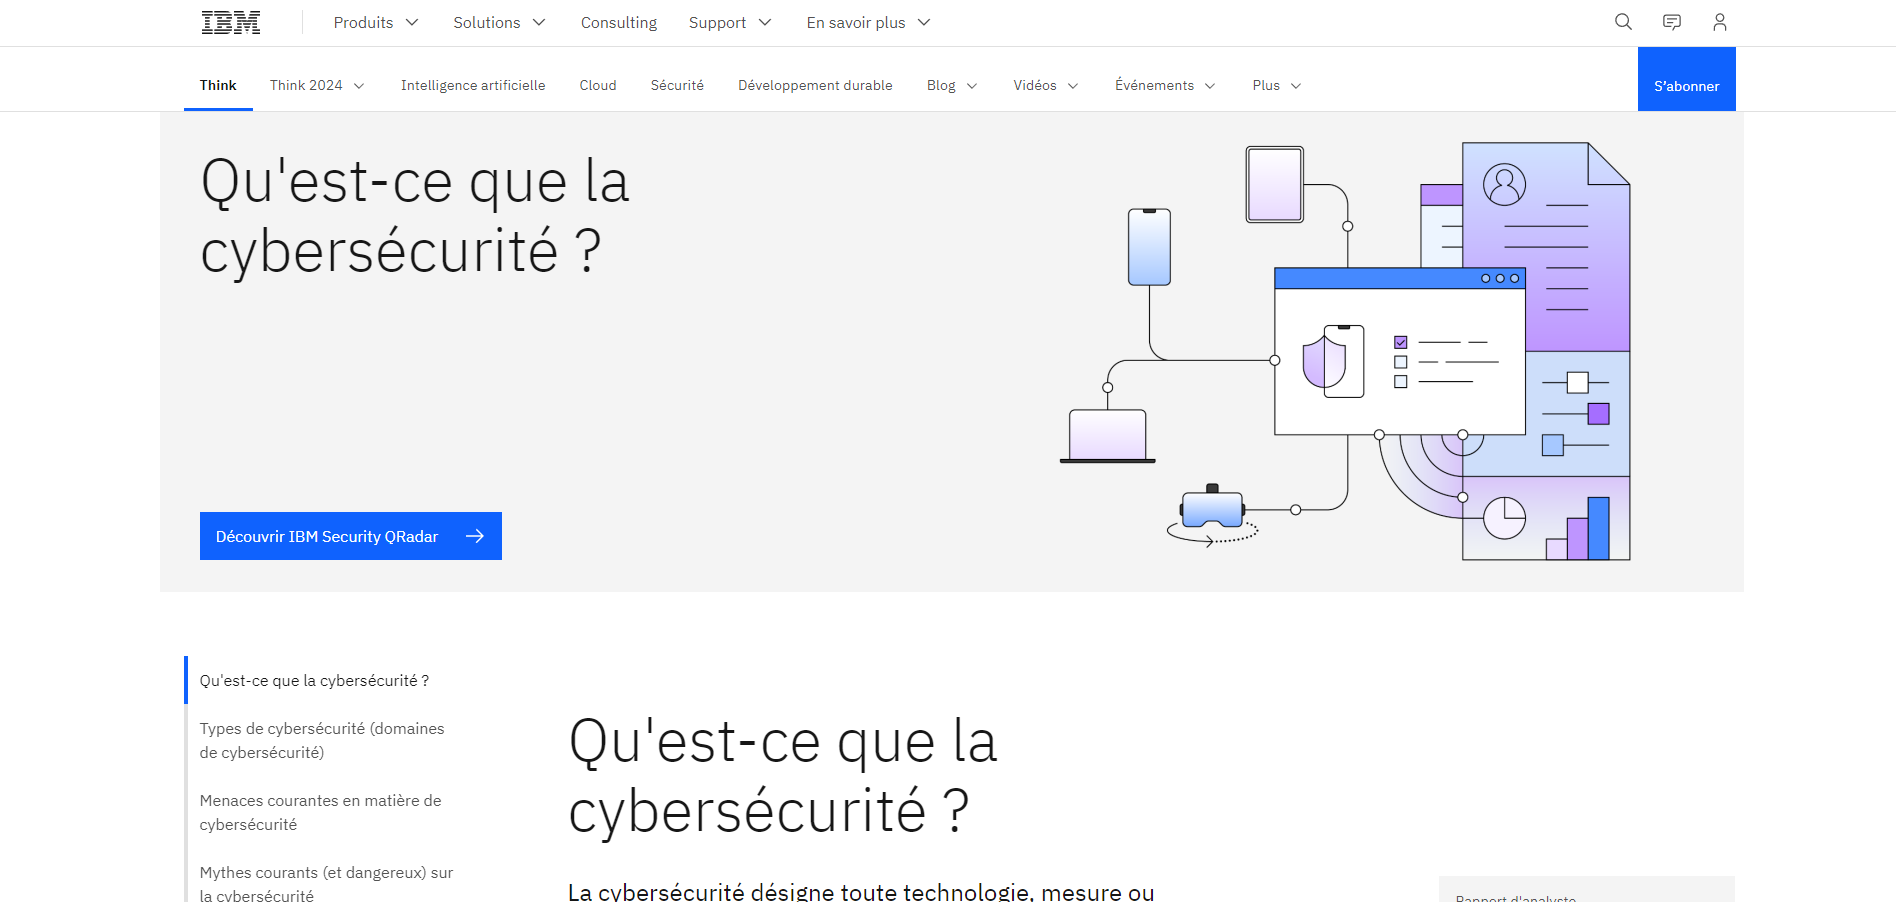 IBM
Produits
Solutions
Consulting
Support
En savoir plus
Think
Think 2024
Intelligence artificielle
Cloud
Sécurité
Développement durable
Blog
Vidéos
Événements
Plus
S'abonner
Qu'est-ce que la
cybersécurité ?
Découvrir IBM Security QRadar
Qu'est-ce que la cybersécurité ?
Types de cybersécurité (domaines
de cybersécurité)
Menaces courantes en matière de
cybersécurité
Mythes courants (et dangereux) sur
la cybersécurité
Qu'est-ce que la
cybersécurité ?
La cybersécurité désigne toute technologie, mesure ou
Rapport d'analyste